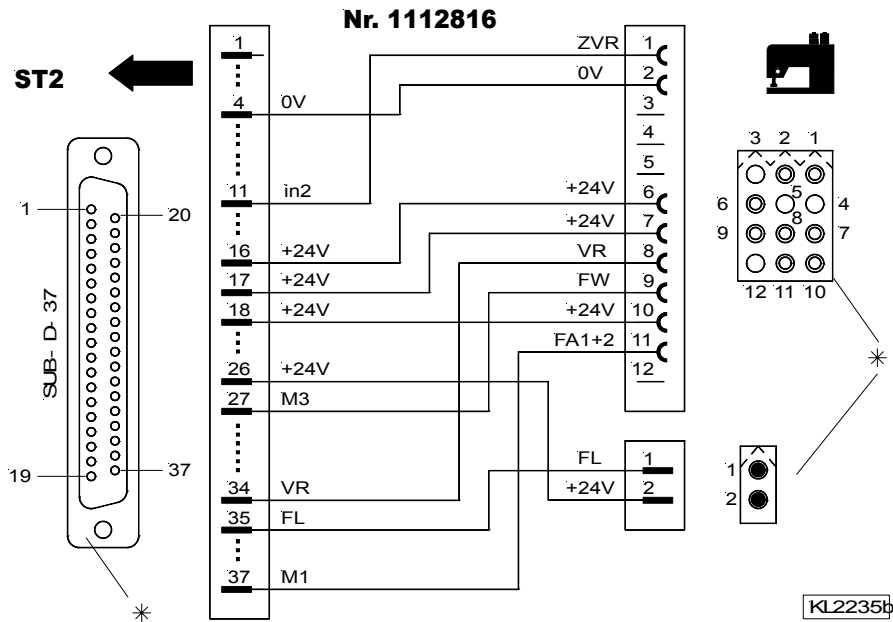 Nr. 1112816
ST2
1
4 0V
11 in2
16 +24V
17 +24V
18 +24V
26 +24V
27 M3
34 VR
35 FL
37 M1
ZVR 1
0V 2
3
4
5
+24V 6
+24V 7
VR 8
FW 9
+24V 10
FA1+2 11
12
FL 1
+24V 2
1 20
SUB- D- 37
19 37
3 2 1
6 5 4
9 8 7
12 11 10
1
2
KL2235b